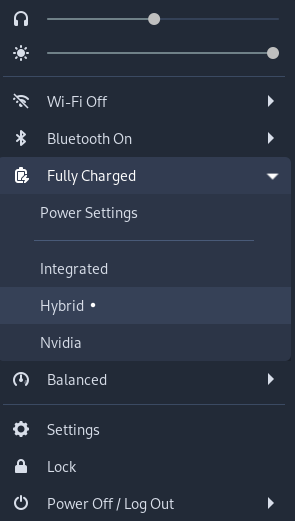 Wi-Fi Off
Bluetooth On
Fully Charged
Power Settings
Integrated
Hybrid •
Nvidia
Balanced
Settings
Lock
Power Off / Log Out